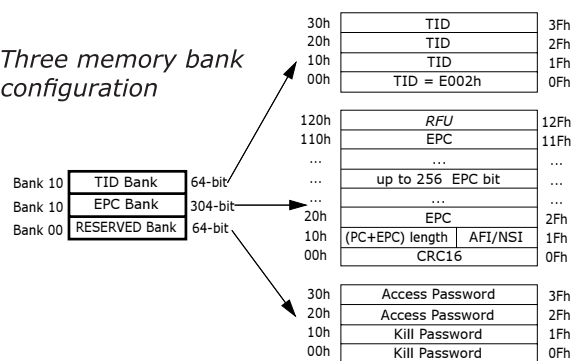 Three memory bank
configuration
Bank 10 TID Bank 64-bit
Bank 10 EPC Bank 304-bit
Bank 00 RESERVED Bank 64-bit
30h TID 3Fh
20h TID 2Fh
10h TID 1Fh
00h TID = E002h 0Fh
120h RFU 12Fh
110h EPC 11Fh
... ... ...
... up to 256 EPC bit ...
... ... ...
20h EPC 2Fh
10h (PC+EPC) length AFI/NSI 1Fh
00h CRC16 0Fh
30h Access Password 3Fh
20h Access Password 2Fh
10h Kill Password 1Fh
00h Kill Password 0Fh